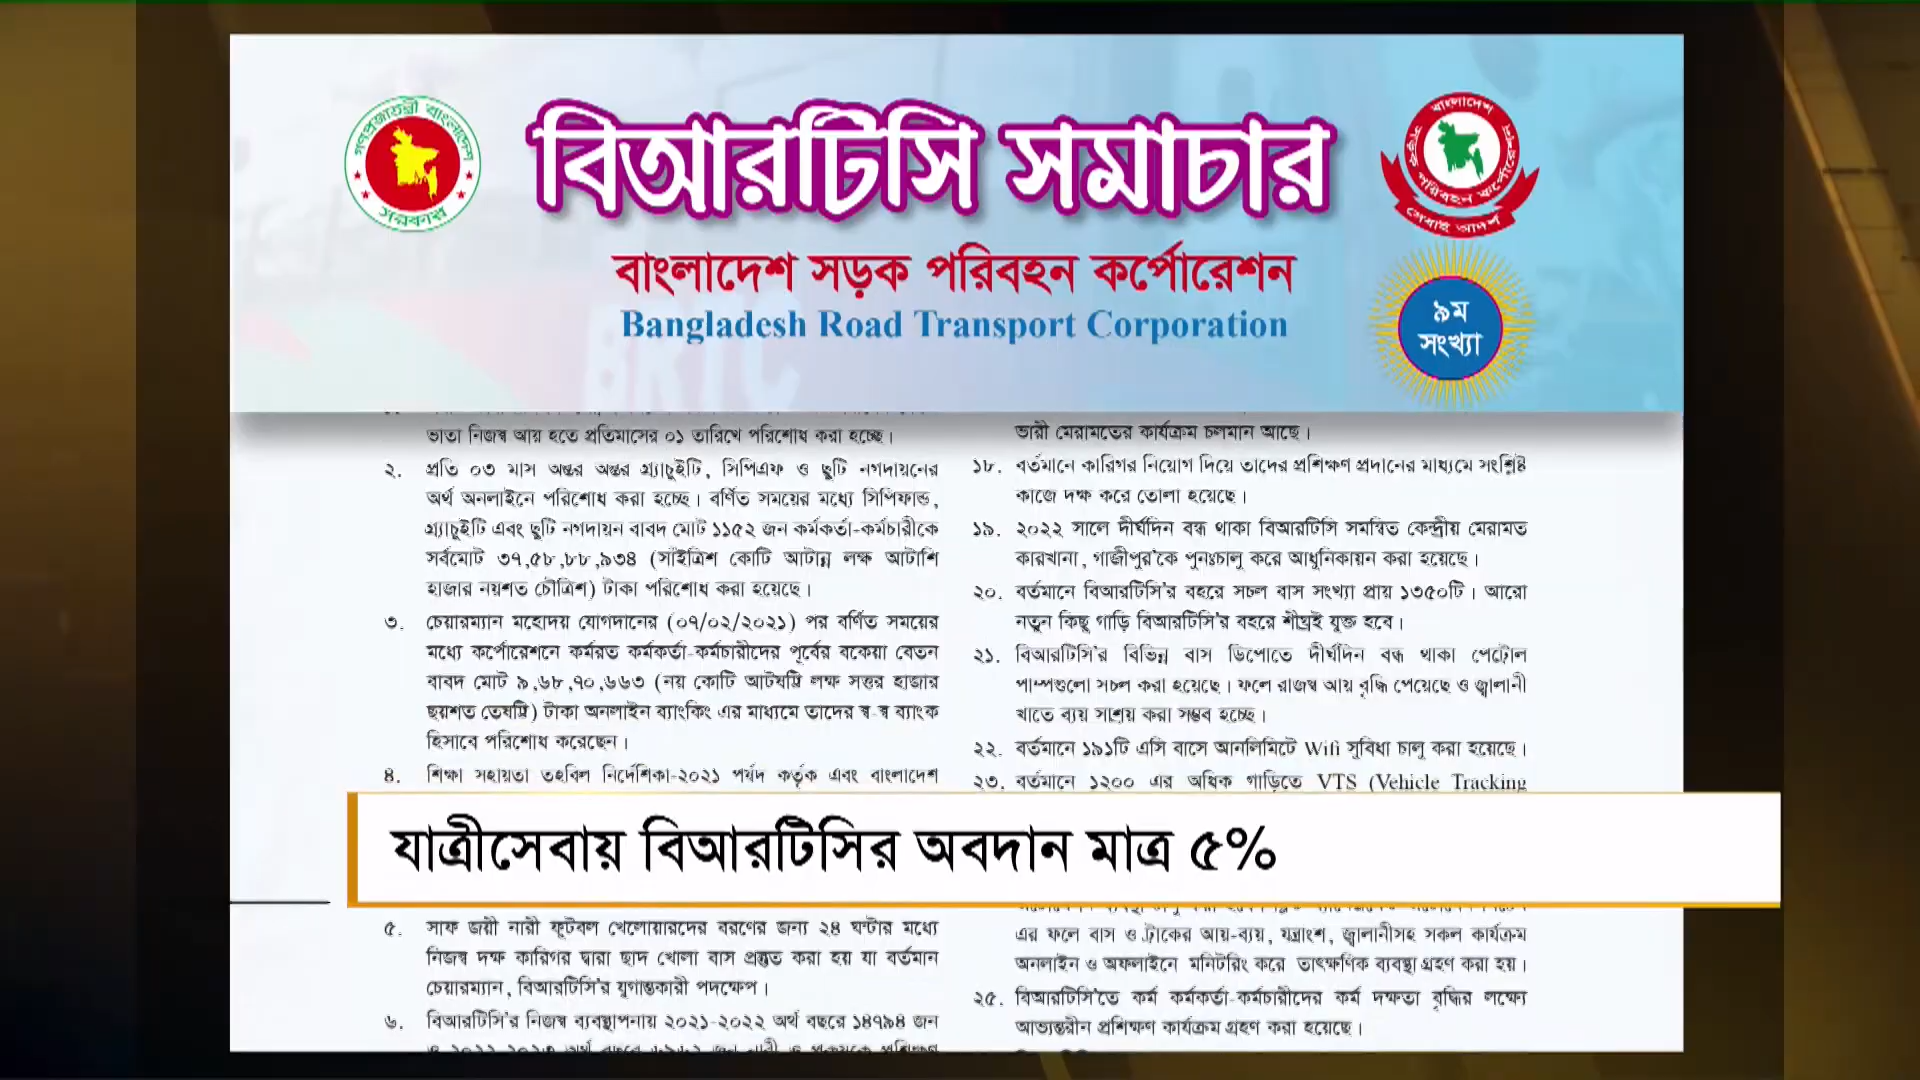 গণপ্রজাতন্ত্রী বাংলাদেশ
সরকার
বিআরটিসি সমাচার
বাংলাদেশ
সড়ক পরিবহন কর্পোরেশন
সেবাই আদর্শ
বাংলাদেশ সড়ক পরিবহন কর্পোরেশন
Bangladesh Road Transport Corporation
৯ম
সংখ্যা
BRTC
ভাতা নিজস্ব আয় হতে প্রতিমাসের ০১ তারিখে পরিশোধ করা হচ্ছে।
২. প্রতি ০৩ মাস অন্তর অন্তর গ্র্যাচুইটি, সিপিএফ ও ছুটি নগদায়নের
অর্থ অনলাইনে পরিশোধ করা হচ্ছে। বর্ণিত সময়ের মধ্যে সিপিফান্ড,
গ্র্যাচুইটি এবং ছুটি নগদায়ন বাবদ মোট ১১৫২ জন কর্মকর্তা-কর্মচারীকে
সর্বমোট ৩৭,৫৮,৮৮,৯৩৪ (সাইত্রিশ কোটি আটান্ন লক্ষ আটাশি
হাজার নয়শত চৌত্রিশ) টাকা পরিশোধ করা হয়েছে।
৩. চেয়ারম্যান মহোদয় যোগদানের (০৭/০২/২০২১) পর বর্ণিত সময়ের
মধ্যে কর্পোরেশনে কর্মরত কর্মকর্তা-কর্মচারীদের পূর্বের বকেয়া বেতন
বাবদ মোট ৯,৬৮,৭০,৬৬৩ (নয় কোটি আটষট্টি লক্ষ সত্তর হাজার
ছয়শত তেষট্টি) টাকা অনলাইন ব্যাংকিং এর মাধ্যমে তাদের স্ব-স্ব ব্যাংক
হিসাবে পরিশোধ করেছেন।
৪. শিক্ষা সহায়তা তহবিল নির্দেশিকা-২০২১ পর্ষদ কর্তৃক এবং বাংলাদেশ
ভারী মেরামতের কার্যক্রম চলমান আছে।
১৮. বর্তমানে কারিগর নিয়োগ দিয়ে তাদের প্রশিক্ষণ প্রদানের মাধ্যমে সংশ্লিষ্ট
কাজে দক্ষ করে তোলা হয়েছে।
১৯. ২০২২ সালে দীর্ঘদিন বন্ধ থাকা বিআরটিসি সমন্বিত কেন্দ্রীয় মেরামত
কারখানা, গাজীপুর'কে পুনঃচালু করে আধুনিকায়ন করা হয়েছে।
২০. বর্তমানে বিআরটিসি'র বহরে সচল বাস সংখ্যা প্রায় ১৩৫০টি। আরো
নতুন কিছু গাড়ি বিআরটিসি'র বহরে শীঘ্রই যুক্ত হবে।
২১. বিআরটিসি'র বিভিন্ন বাস ডিপোতে দীর্ঘদিন বন্ধ থাকা পেট্রোল
পাম্পগুলো সচল করা হয়েছে। ফলে রাজস্ব আয় বৃদ্ধি পেয়েছে ও জ্বালানী
খাতে ব্যয় সাশ্রয় করা সম্ভব হচ্ছে।
২২. বর্তমানে ১৯১টি এসি বাসে আনলিমিটে Wifi সুবিধা চালু করা হয়েছে।
২৩. বর্তমানে ১২০০ এর অধিক গাড়িতে VTS (Vehicle Tracking
যাত্রীসেবায় বিআরটিসির অবদান মাত্র ৫%
৫. সাফ জয়ী নারী ফুটবল খেলোয়ারদের বরণের জন্য ২৪ ঘন্টার মধ্যে
নিজস্ব দক্ষ কারিগর দ্বারা ছাদ খোলা বাস প্রস্তুত করা হয় যা বর্তমান
চেয়ারম্যান, বিআরটিসি'র যুগান্তকারী পদক্ষেপ।
৬. বিআরটিসি'র নিজস্ব ব্যবস্থাপনায় ২০২১-২০২২ অর্থ বছরে ১৪৭৯৪ জন
এর ফলে বাস ও ট্রাকের আয়-ব্যয়, যন্ত্রাংশ, জ্বালানীসহ সকল কার্যক্রম
অনলাইন ও অফলাইনে মনিটরিং করে তাৎক্ষণিক ব্যবস্থা গ্রহণ করা হয়।
২৫. বিআরটিসি'তে কর্ম কর্মকর্তা-কর্মচারীদের কর্ম দক্ষতা বৃদ্ধির লক্ষ্যে
আভ্যন্তরীন প্রশিক্ষণ কার্যক্রম গ্রহণ করা হয়েছে।